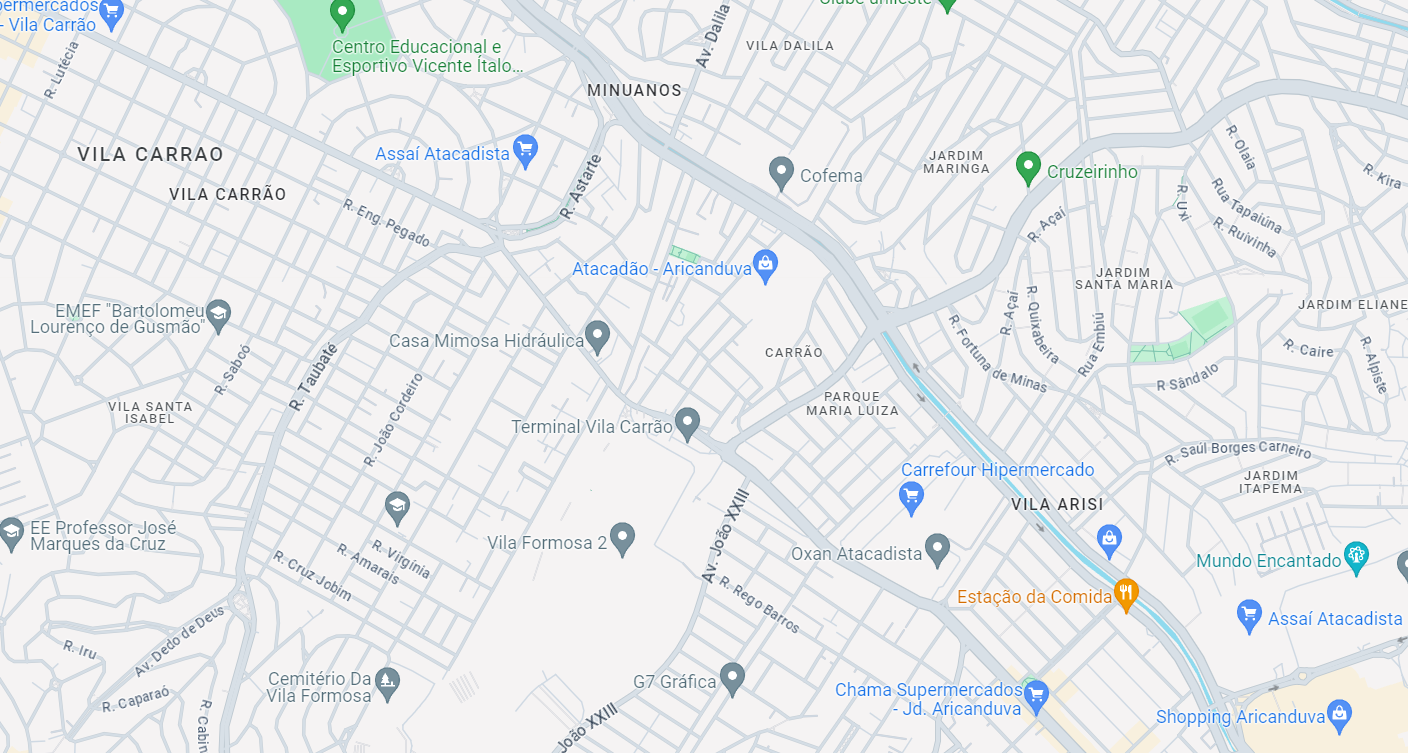 permercados
- Vila Carrão
R. Lutécia
Centro Educacional e
Esportivo Vicente Ítalo...
Clube unileste
Av. Dalila
VILA DALILA
MINUANOS
VILA CARRAO
VILA CARRÃO
Assaí Atacadista
R. Astarte
Cofema
JARDIM
MARINGA
Cruzeirinho
R. Olaia
R. Kira
R. Uxi
Rua Tapaiúna
R. Ruivinha
R. Eng. Pegado
R. Açaí
Atacadão - Aricanduva
JARDIM
SANTA MARIA
JARDIM ELIANE
EMEF "Bartolomeu
Lourenço de Gusmão"
Casa Mimosa Hidráulica
R. Açaí
R. Quixabeira
Rua Embiú
R. Fortuna de Minas
CARRÃO
R. Caire
R. Alpiste
R Sândalo
R. Sabcó
R. Taubaté
R. João Cordeiro
VILA SANTA
ISABEL
PARQUE
MARIA LUIZA
Terminal Vila Carrão
R. Saúl Borges Carneiro
Carrefour Hipermercado
JARDIM
ITAPEMA
VILA ARISI
EE Professor José
Marques da Cruz
Vila Formosa 2
Av. João XXIII
Oxan Atacadista
Mundo Encantado
R. Virgínia
R. Amarais
R. Cruz Jobim
R. Rego Barros
Estação da Comida
Assaí Atacadista
Av. Dedo de Deus
R. Iru
R. Caparaó
R. Cabin
Cemitério Da
Vila Formosa
G7 Gráfica
Chama Supermercados
- Jd. Aricanduva
João XXIII
Shopping Aricanduva